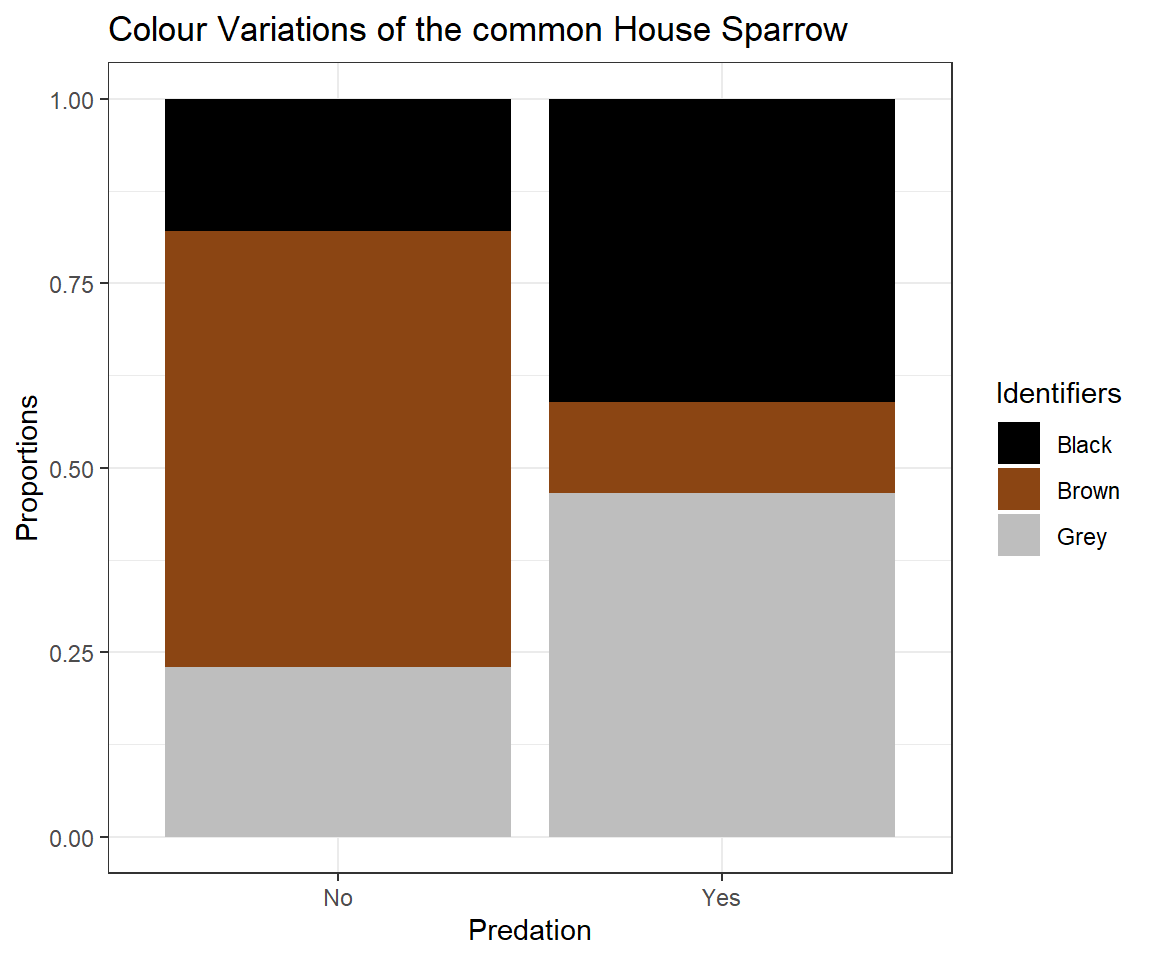 Colour Variations of the common House Sparrow
1.00
0.75
0.50
0.25
0.00
Proportions
No
Yes
Predation
Identifiers
Black
Brown
Grey